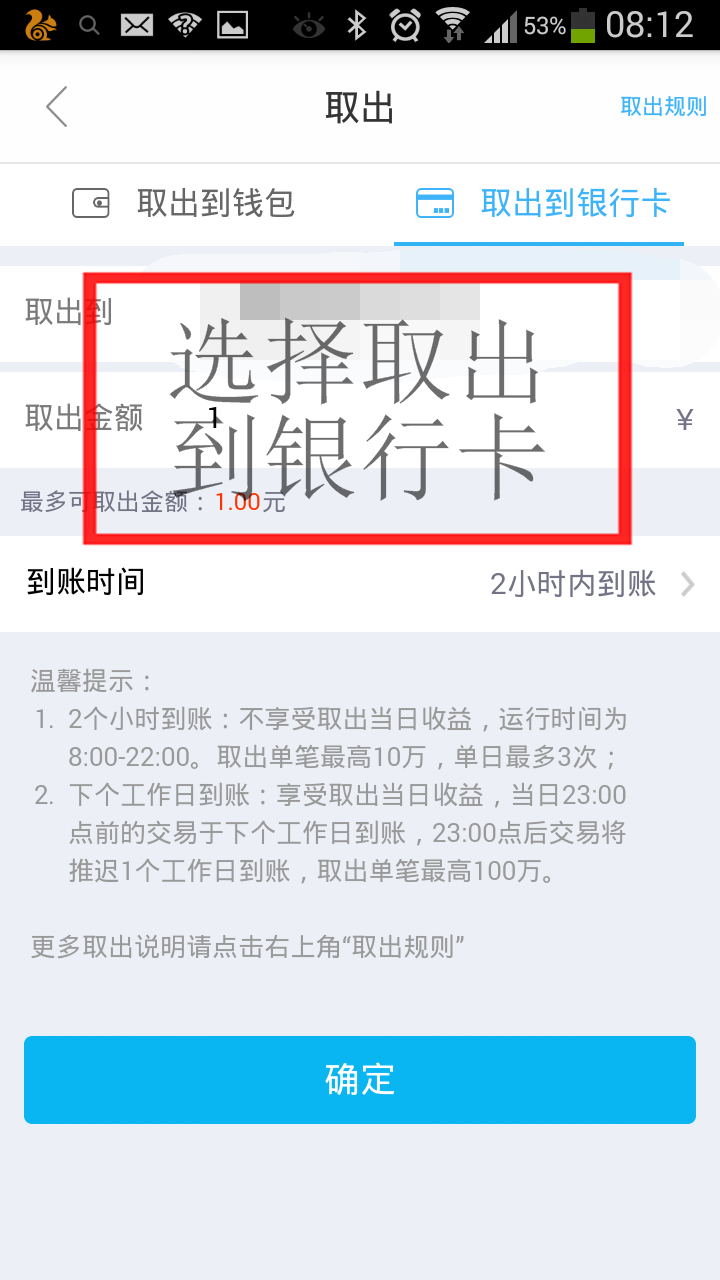 53% 08:12
取出 取出规则
取出到钱包 取出到银行卡
取出到
选择取出
取出金额 1 ¥
到银行卡
最多可取出金额：1.00元
到账时间 2小时内到账
温馨提示：
1. 2个小时到账：不享受取出当日收益，运行时间为
8:00-22:00。取出单笔最高10万，单日最多3次；
2. 下个工作日到账：享受取出当日收益，当日23:00
点前的交易于下个工作日到账，23:00点后交易将
推迟1个工作日到账，取出单笔最高100万。
更多取出说明请点击右上角“取出规则”
确定